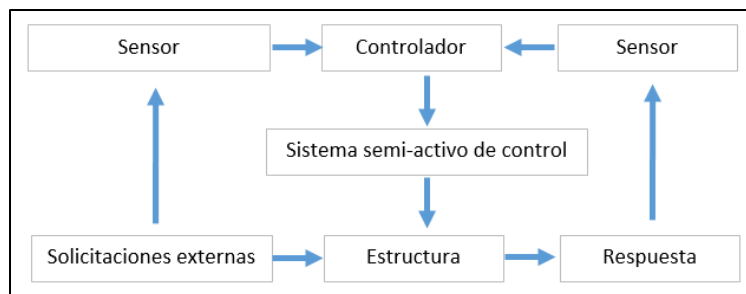 Sensor
Controlador
Sensor
Sistema semi-activo de control
Solicitaciones externas
Estructura
Respuesta